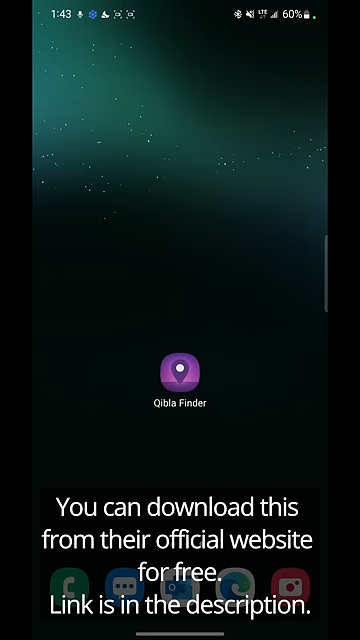 1:43
LTE
60%
Qibla Finder
You can download this
from their official website
for free.
Link is in the description.